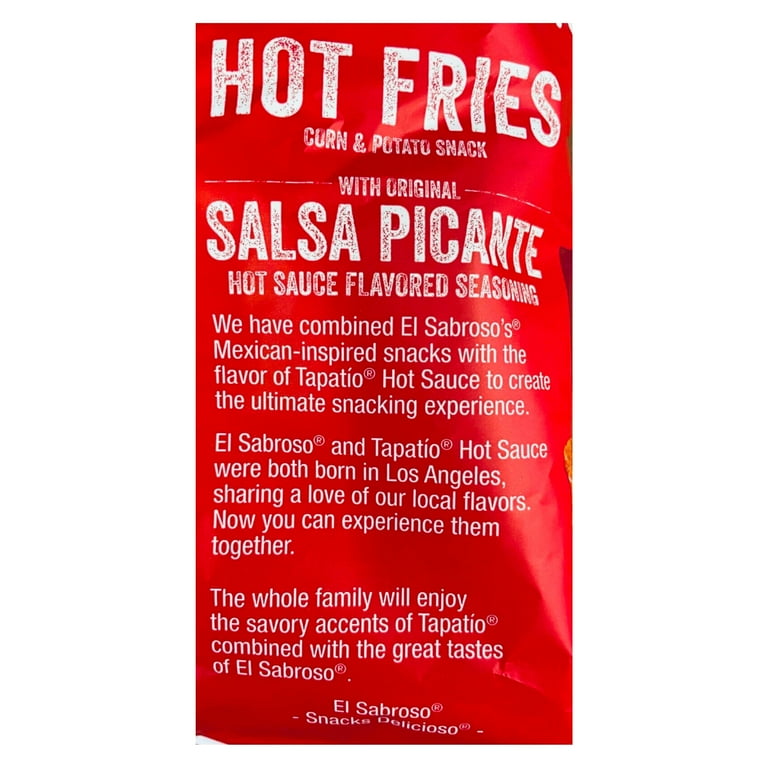 HOT FRIES
CORN & POTATO SNACK
WITH ORIGINAL
SALSA PICANTE
HOT SAUCE FLAVORED SEASONING
We have combined El Sabroso's®
Mexican-inspired snacks with the
flavor of Tapatío® Hot Sauce to create
the ultimate snacking experience.
El Sabroso® and Tapatío® Hot Sauce
were both born in Los Angeles,
sharing a love of our local flavors.
Now you can experience them
together.
The whole family will enjoy
the savory accents of Tapatío®
combined with the great tastes
of El Sabroso®.
El Sabroso®
- Snacks Delicioso® -